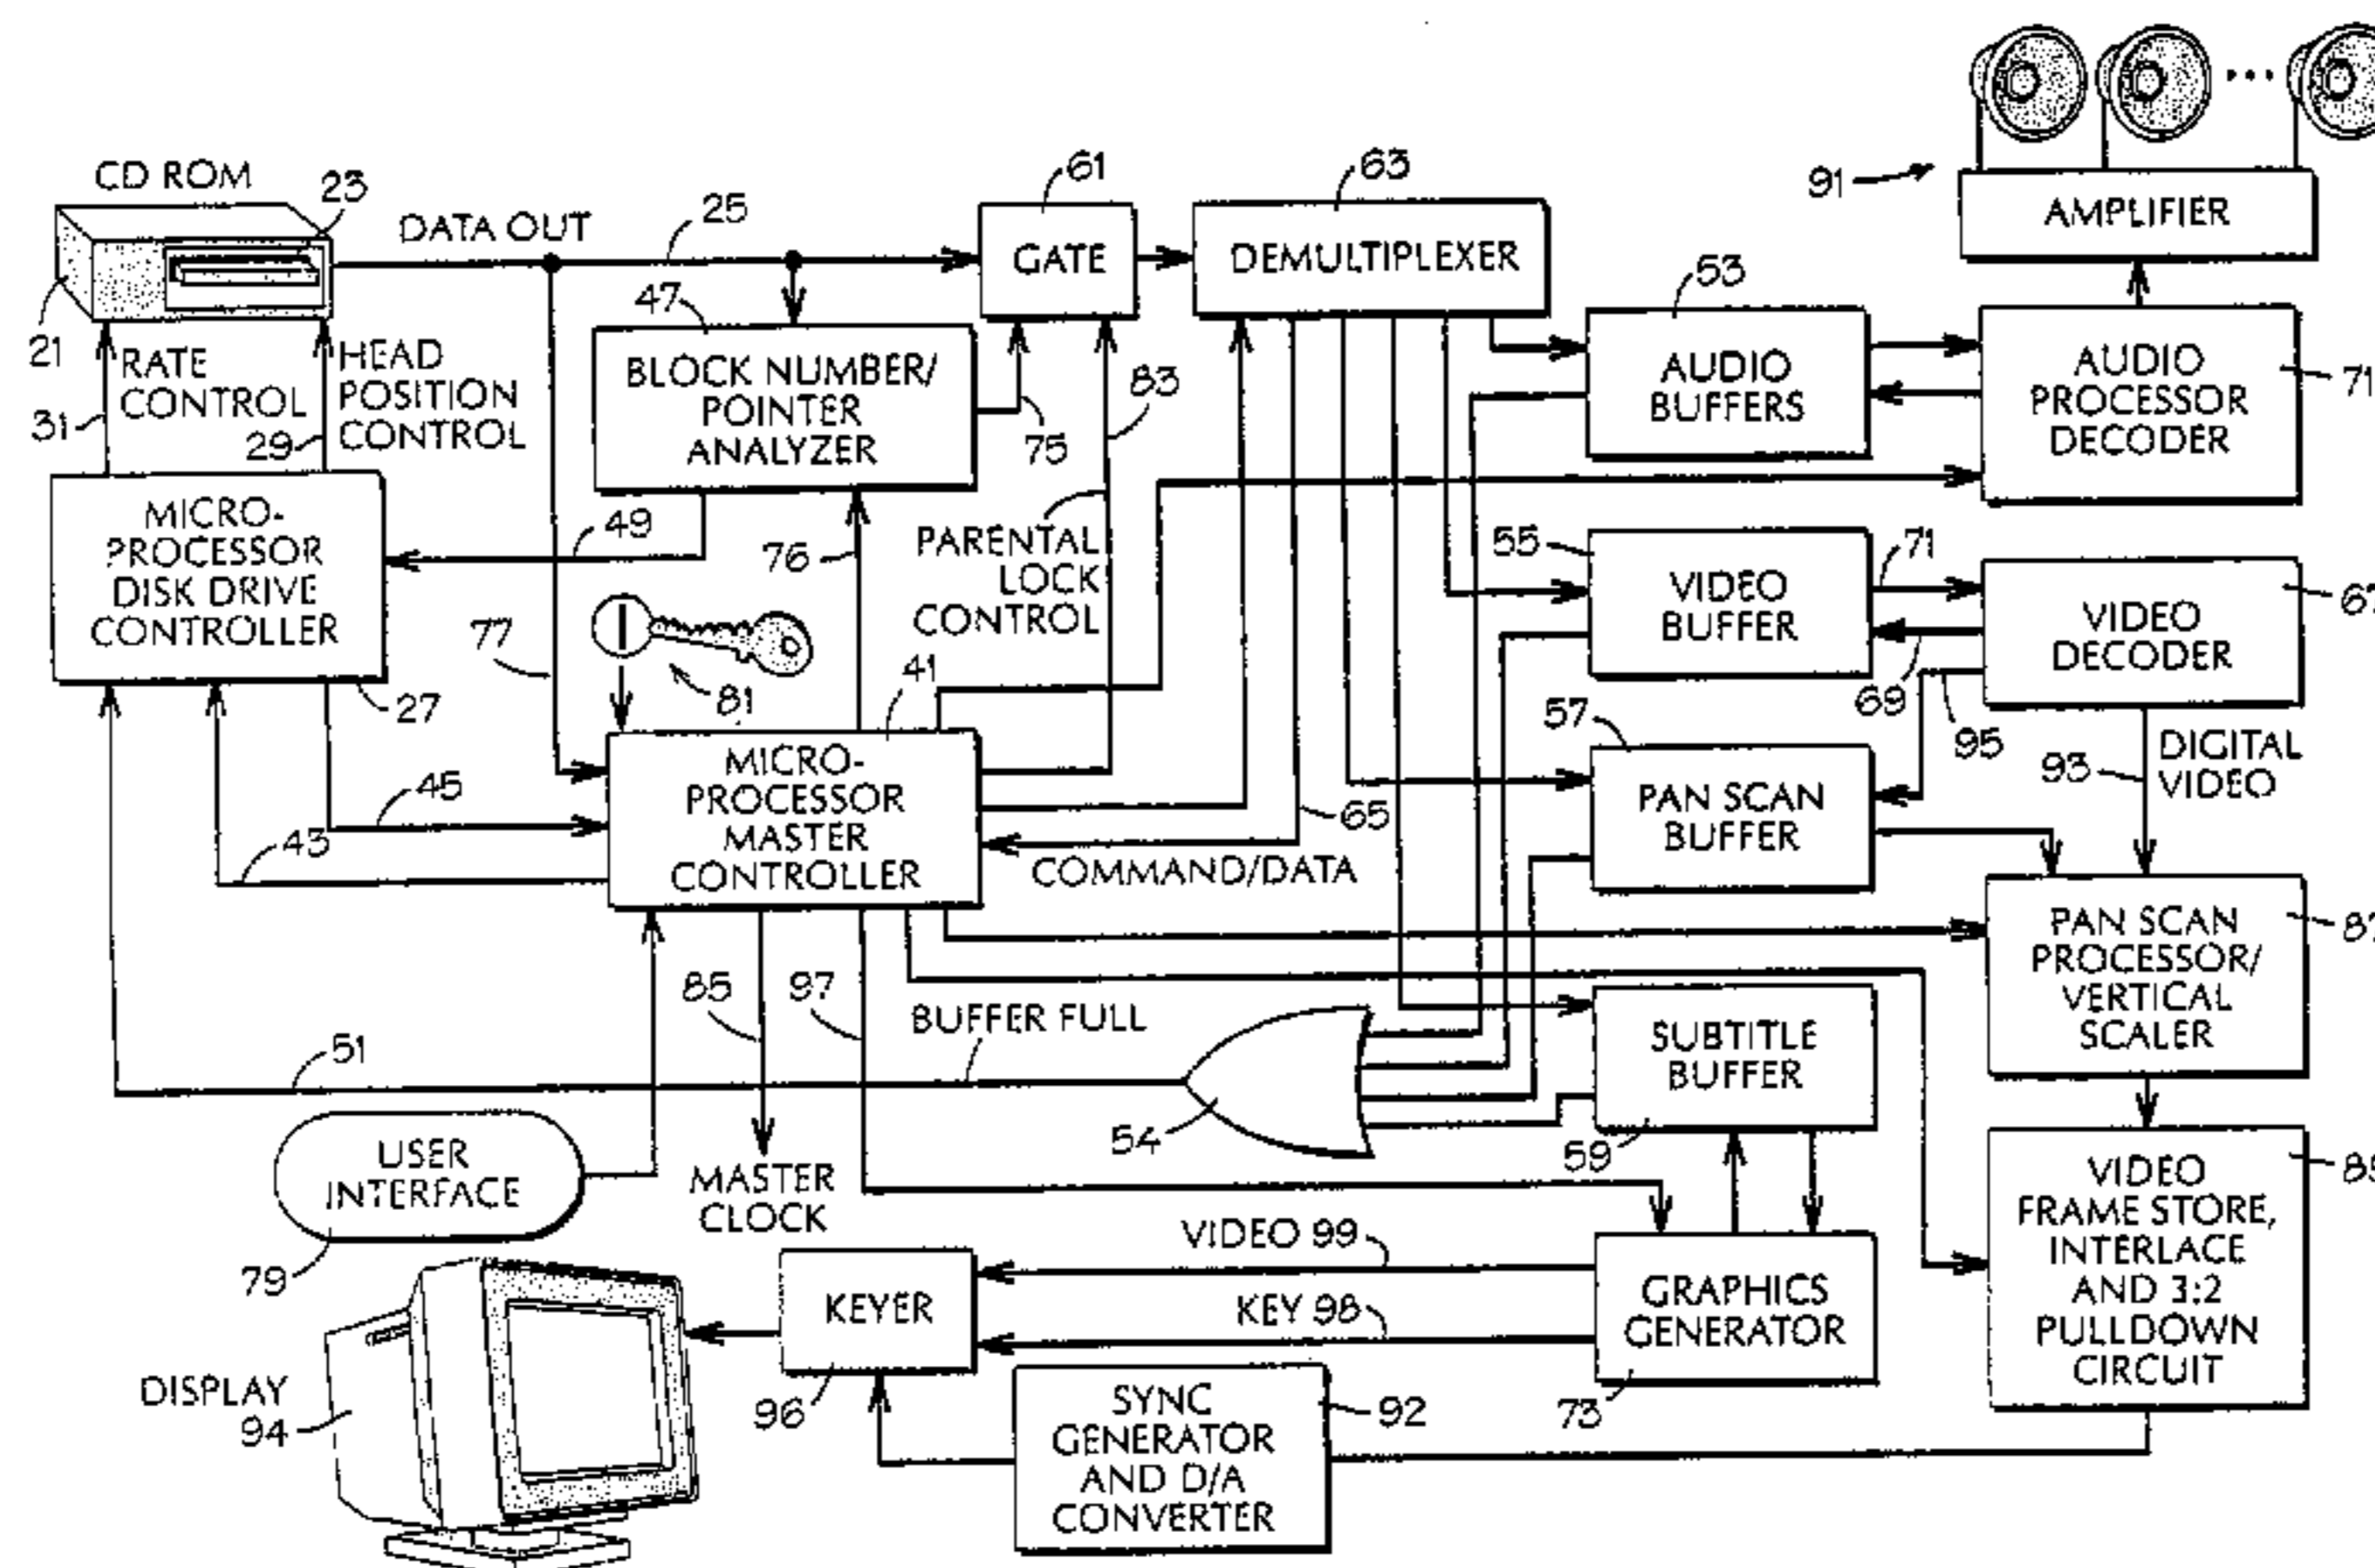 CD ROM
23
21
DATA OUT
25
61
GATE
63
DEMULTIPLEXER
91
AMPLIFIER
RATE
CONTROL
31
HEAD
POSITION
CONTROL
29
47
BLOCK NUMBER/
POINTER
ANALYZER
75
83
53
AUDIO
BUFFERS
AUDIO
PROCESSOR
DECODER
71
MICRO-
PROCESSOR
DISK DRIVE
CONTROLLER
27
49
76
77
81
PARENTAL
LOCK
CONTROL
55
VIDEO
BUFFER
71
VIDEO
DECODER
69
95
93
DIGITAL
VIDEO
41
MICRO-
PROCESSOR
MASTER
CONTROLLER
45
43
65
COMMAND/DATA
57
PAN SCAN
BUFFER
PAN SCAN
PROCESSOR/
VERTICAL
SCALER
85
97
BUFFER FULL
51
54
SUBTITLE
BUFFER
59
USER
INTERFACE
79
MASTER
CLOCK
VIDEO 99
KEY 98
KEYER
96
GRAPHICS
GENERATOR
73
VIDEO
FRAME STORE,
INTERLACE
AND 3:2
PULLDOWN
CIRCUIT
DISPLAY
94
SYNC
GENERATOR
AND D/A
CONVERTER
92